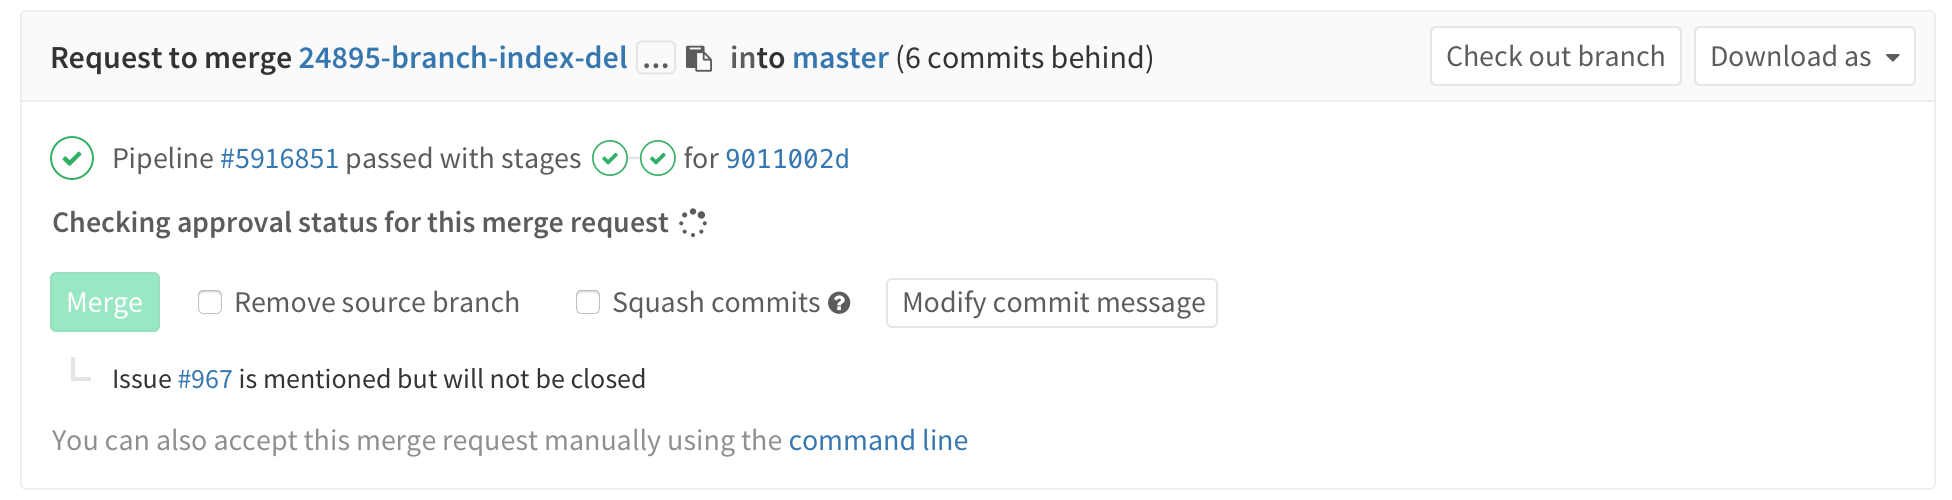 Request to merge 24895-branch-index-del ... into master (6 commits behind) Check out branch Download as
Pipeline #5916851 passed with stages for 9011002d
Checking approval status for this merge request
Merge Remove source branch Squash commits ? Modify commit message
Issue #967 is mentioned but will not be closed
You can also accept this merge request manually using the command line